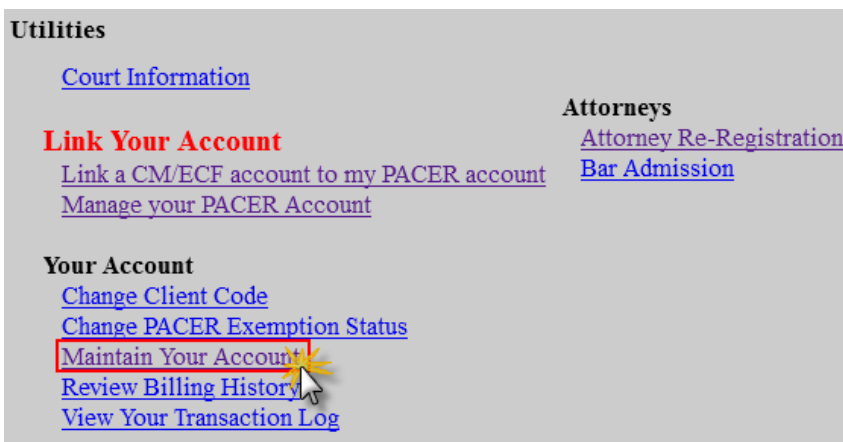 Utilities
Court Information
Link Your Account
Link a CM/ECF account to my PACER account
Manage your PACER Account
Your Account
Change Client Code
Change PACER Exemption Status
Maintain Your Account
Review Billing History
View Your Transaction Log
Attorneys
Attorney Re-Registration
Bar Admission